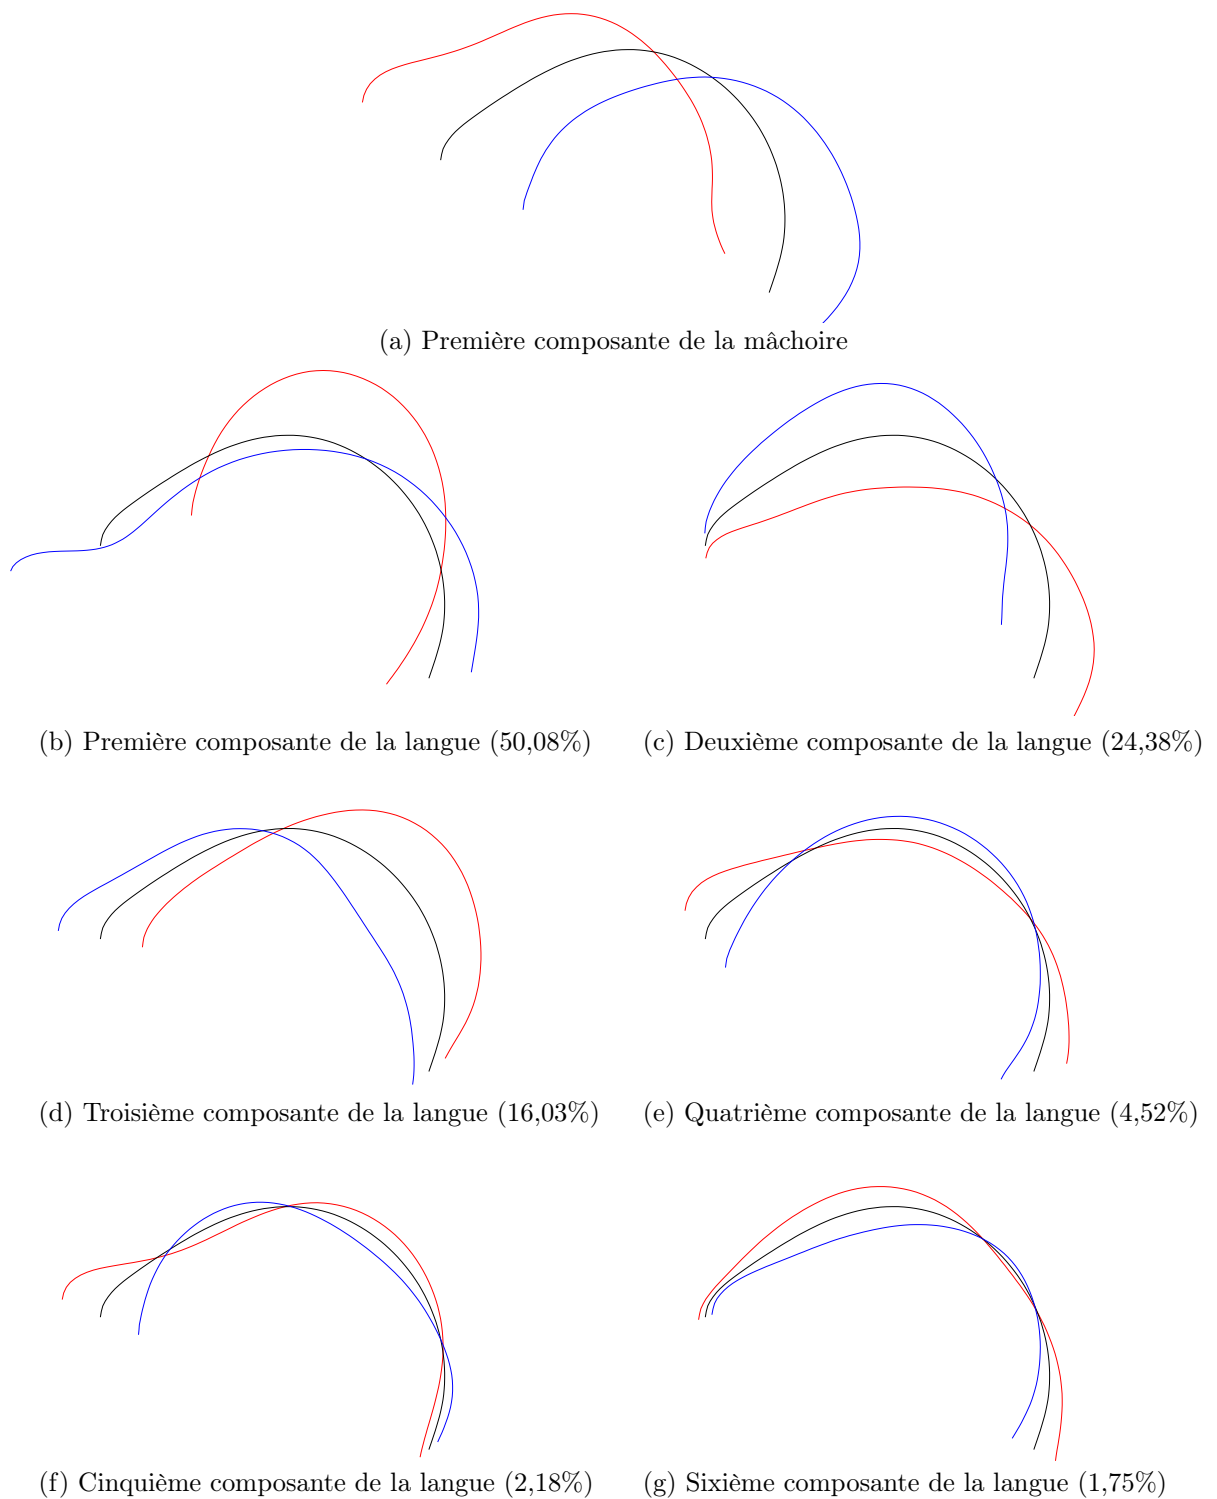 (a) Première composante de la mâchoire
(b) Première composante de la langue (50,08%)
(c) Deuxième composante de la langue (24,38%)
(d) Troisième composante de la langue (16,03%)
(e) Quatrième composante de la langue (4,52%)
(f) Cinquième composante de la langue (2,18%)
(g) Sixième composante de la langue (1,75%)